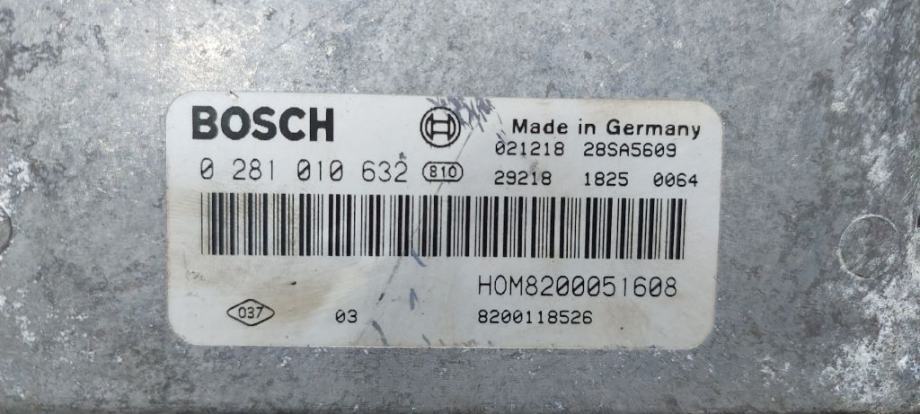 BOSCH
Made in Germany
021218 28SA5609
0 281 010 632 810
29218 1825 0064
HOM8200051608
037 03 8200118526